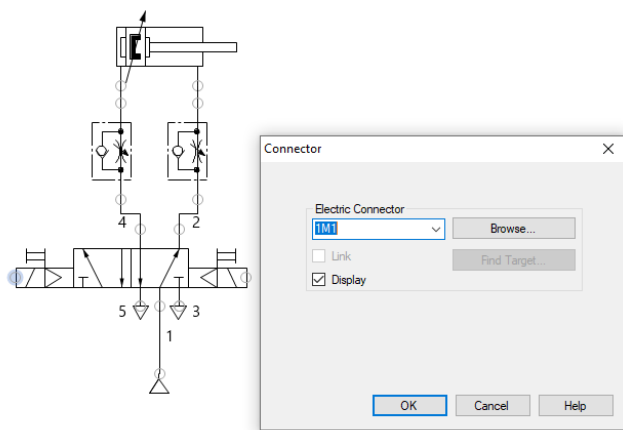 Connector
Electric Connector
1M1
Browse...
Link
Find Target...
Display
OK
Cancel
Help
4
2
5
3
1